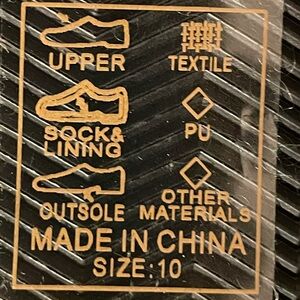 UPPER TEXTILE
SOCK&
LINING PU
OUTSOLE OTHER
MATERIALS
MADE IN CHINA
SIZE:10